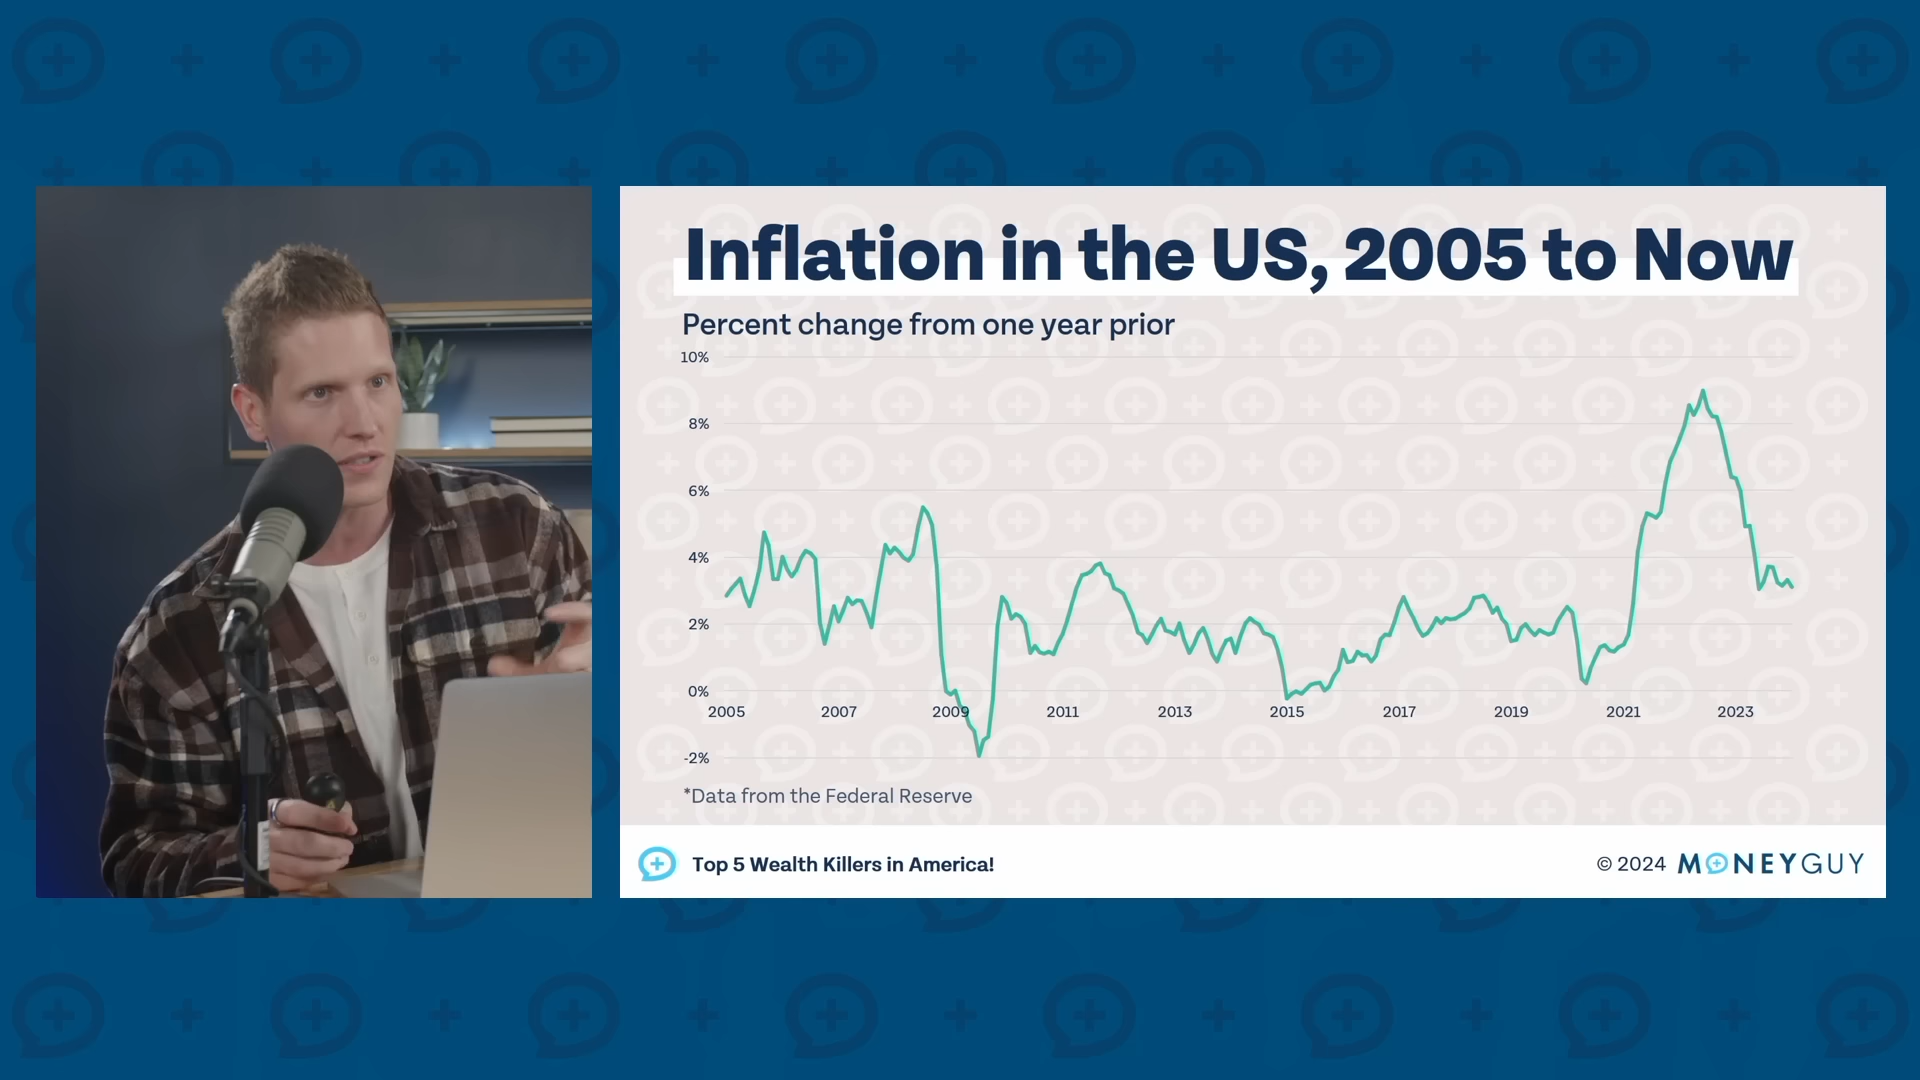 Inflation in the US, 2005 to Now
Percent change from one year prior
10%
8%
6%
4%
2%
0%
2005 2007 2009 2011 2013 2015 2017 2019 2021 2023
-2%
*Data from the Federal Reserve
Top 5 Wealth Killers in America!
© 2024 MONEYGUY